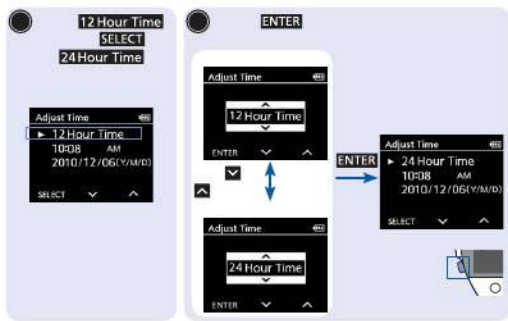 12 Hour Time
SELECT
24 Hour Time
Adjust Time
▶ 12 Hour Time
10:08 AM
2010/12/06(Y/M/D)
SELECT ∨ ∧
ENTER
Adjust Time
12 Hour Time
ENTER ∨ ∧
Adjust Time
24 Hour Time
ENTER ∨ ∧
ENTER
Adjust Time
▶ 24 Hour Time
10:08 AM
2010/12/06(Y/M/D)
SELECT ∨ ∧